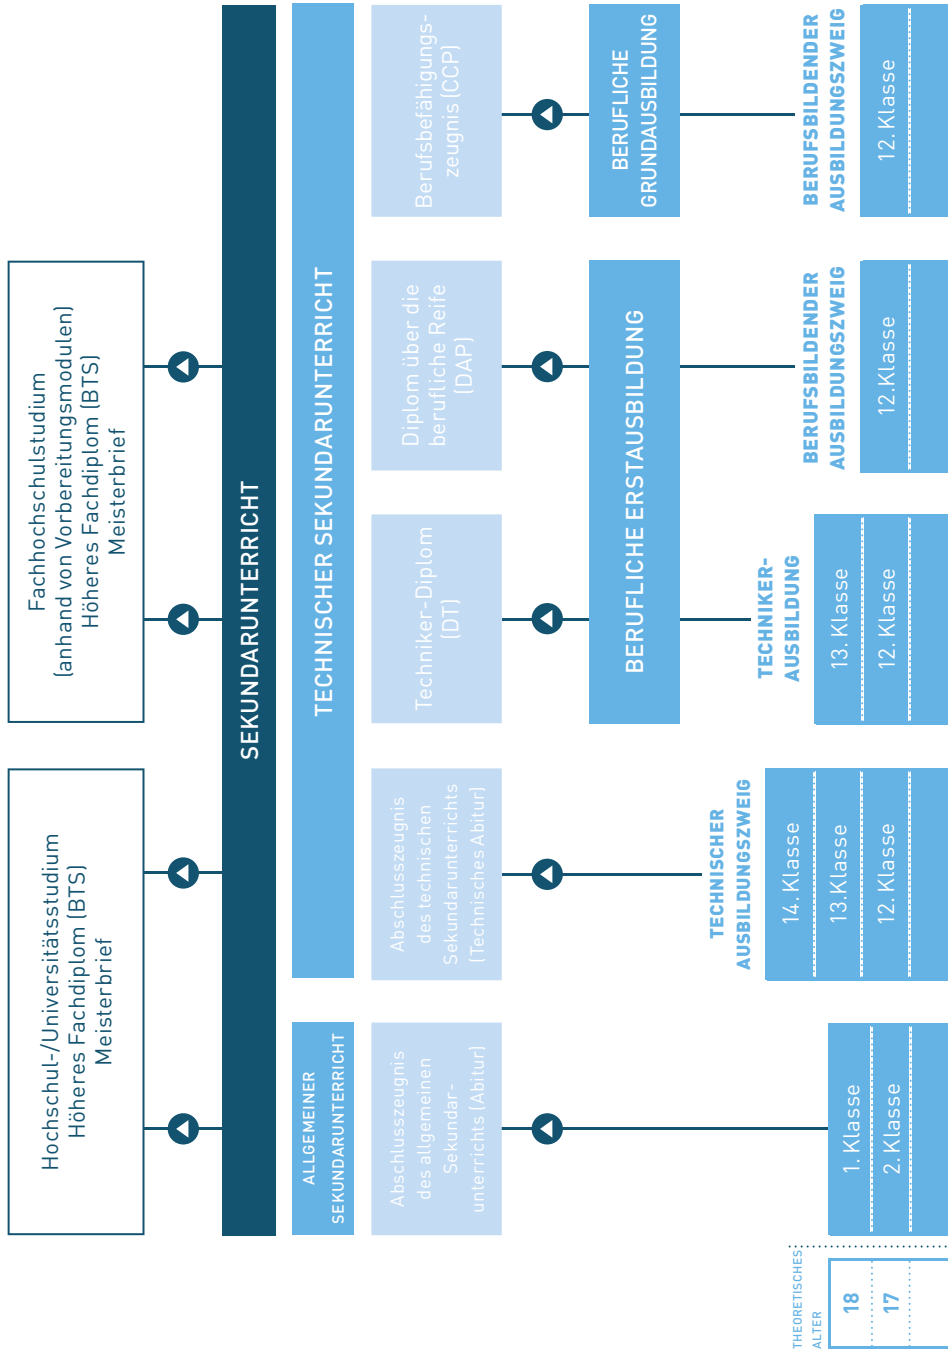 Hochschul-/Universitätsstudium
Höheres Fachdiplom (BTS)
Meisterbrief
Fachhochschulstudium
(anhand von Vorbereitungsmodulen)
Höheres Fachdiplom (BTS)
Meisterbrief
SEKUNDARUNTERRICHT
ALLGEMEINER
SEKUNDARUNTERRICHT
TECHNISCHER SEKUNDARUNTERRICHT
Abschlusszeugnis
des allgemeinen
Sekundar-
unterrichts (Abitur)
Abschlusszeugnis
des technischen
Sekundarunterrichts
(Technisches Abitur)
Techniker-Diplom
(DT)
Diplom über die
berufliche Reife
(DAP)
Berufsbefähigungs-
zeugnis (CCP)
BERUFLICHE ERSTAUSBILDUNG
BERUFLICHE
GRUNDAUSBILDUNG
TECHNISCHER
AUSBILDUNGSZWEIG
TECHNIKER-
AUSBILDUNG
BERUFSBILDENDER
AUSBILDUNGSZWEIG
BERUFSBILDENDER
AUSBILDUNGSZWEIG
THEORETISCHES
ALTER
18
17
1. Klasse
2. Klasse
14. Klasse
13.Klasse
12. Klasse
13. Klasse
12. Klasse
12.Klasse
12. Klasse